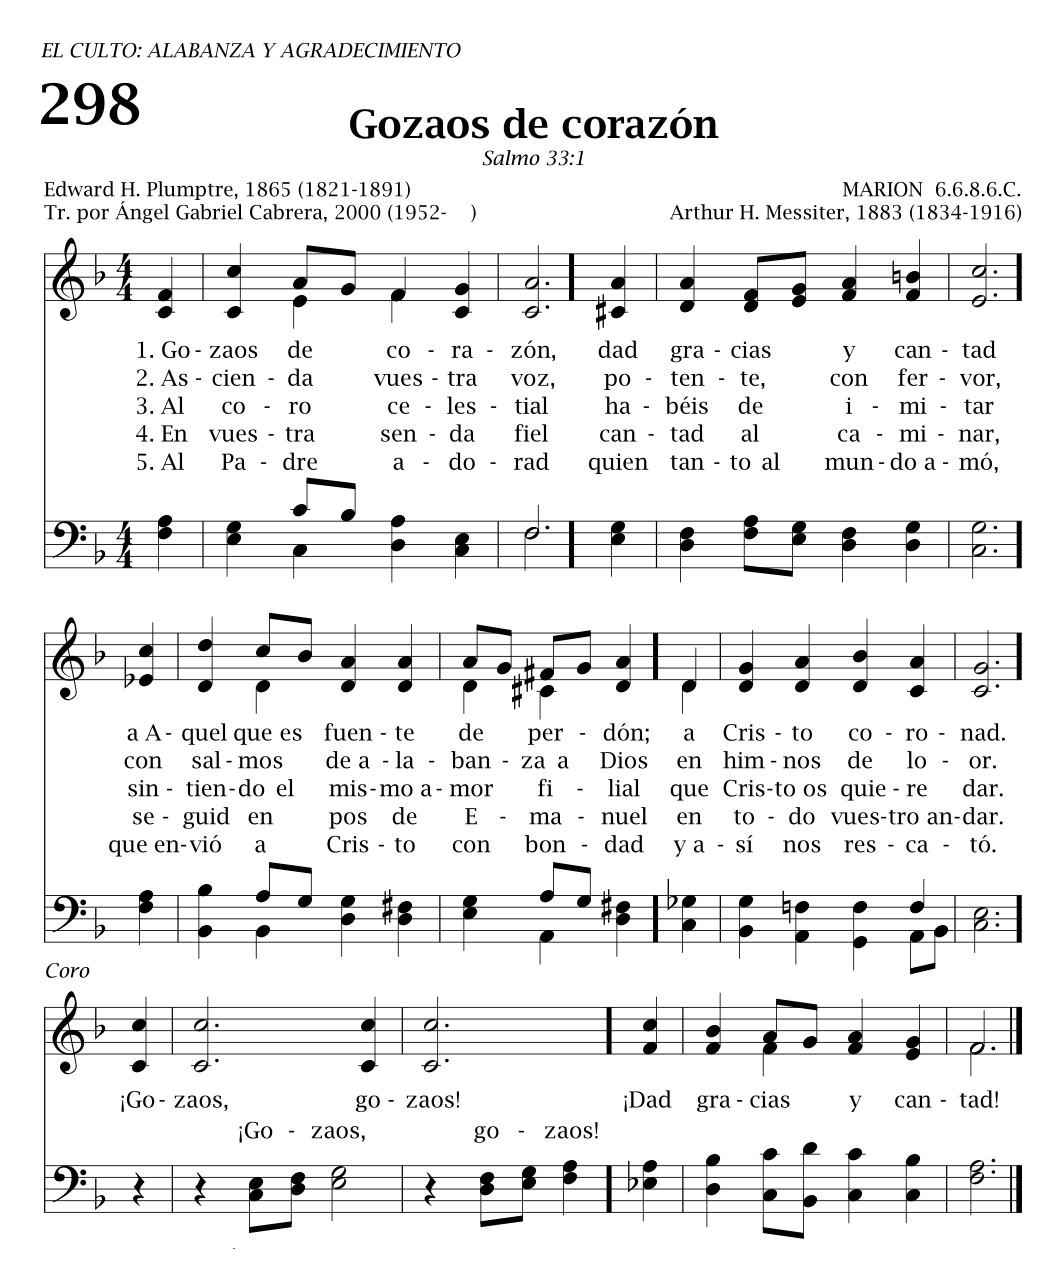 EL CULTO: ALABANZA Y AGRADECIMIENTO
298
Gozaos de corazón
Salmo 33:1
Edward H. Plumptre, 1865 (1821-1891)
MARION 6.6.8.6.C.
Tr. por Ángel Gabriel Cabrera, 2000 (1952- )
Arthur H. Messiter, 1883 (1834-1916)
1. Go - zaos de co - ra - zón, dad gra - cias y can - tad
2. As - cien - da vues - tra voz, po - ten - te, con fer - vor,
3. Al co - ro ce - les - tial ha - béis de i - mi - tar
4. En vues - tra sen - da fiel can - tad al ca - mi - nar,
5. Al Pa - dre a - do - rad quien tan - to al mun - do a - mó,
a A - quel que es fuen - te de per - dón; a Cris - to co - ro - nad.
con sal - mos de a - la - ban - za a Dios en him - nos de lo - or.
sin - tien - do el mis - mo a - mor fi - lial que Cris - to os quie - re dar.
se - guid en pos de E - ma - nuel en to - do vues - tro an - dar.
que en - vió a Cris - to con bon - dad y a - sí nos res - ca - tó.
Coro
¡Go - zaos, go - zaos! ¡Dad gra - cias y can - tad!
¡Go - zaos, go - zaos!